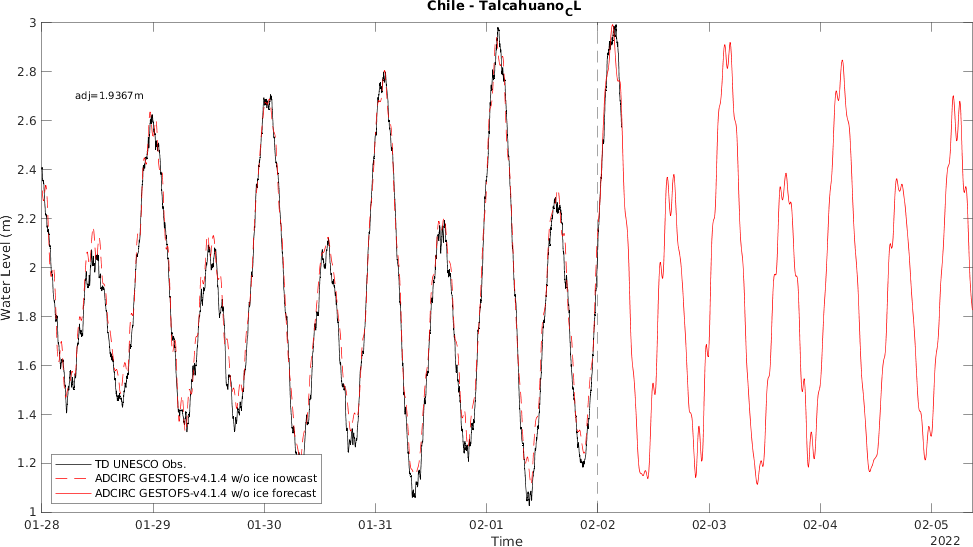 Chile - Talcahuano_CL
3
2.8
2.6
2.4
2.2
2
1.8
1.6
1.4
1.2
1
Water Level (m)
adj=1.9367m
TD UNESCO Obs.
ADCIRC GESTOFS-v4.1.4 w/o ice nowcast
ADCIRC GESTOFS-v4.1.4 w/o ice forecast
01-28 01-29 01-30 01-31 02-01 02-02 02-03 02-04 02-05
Time
2022